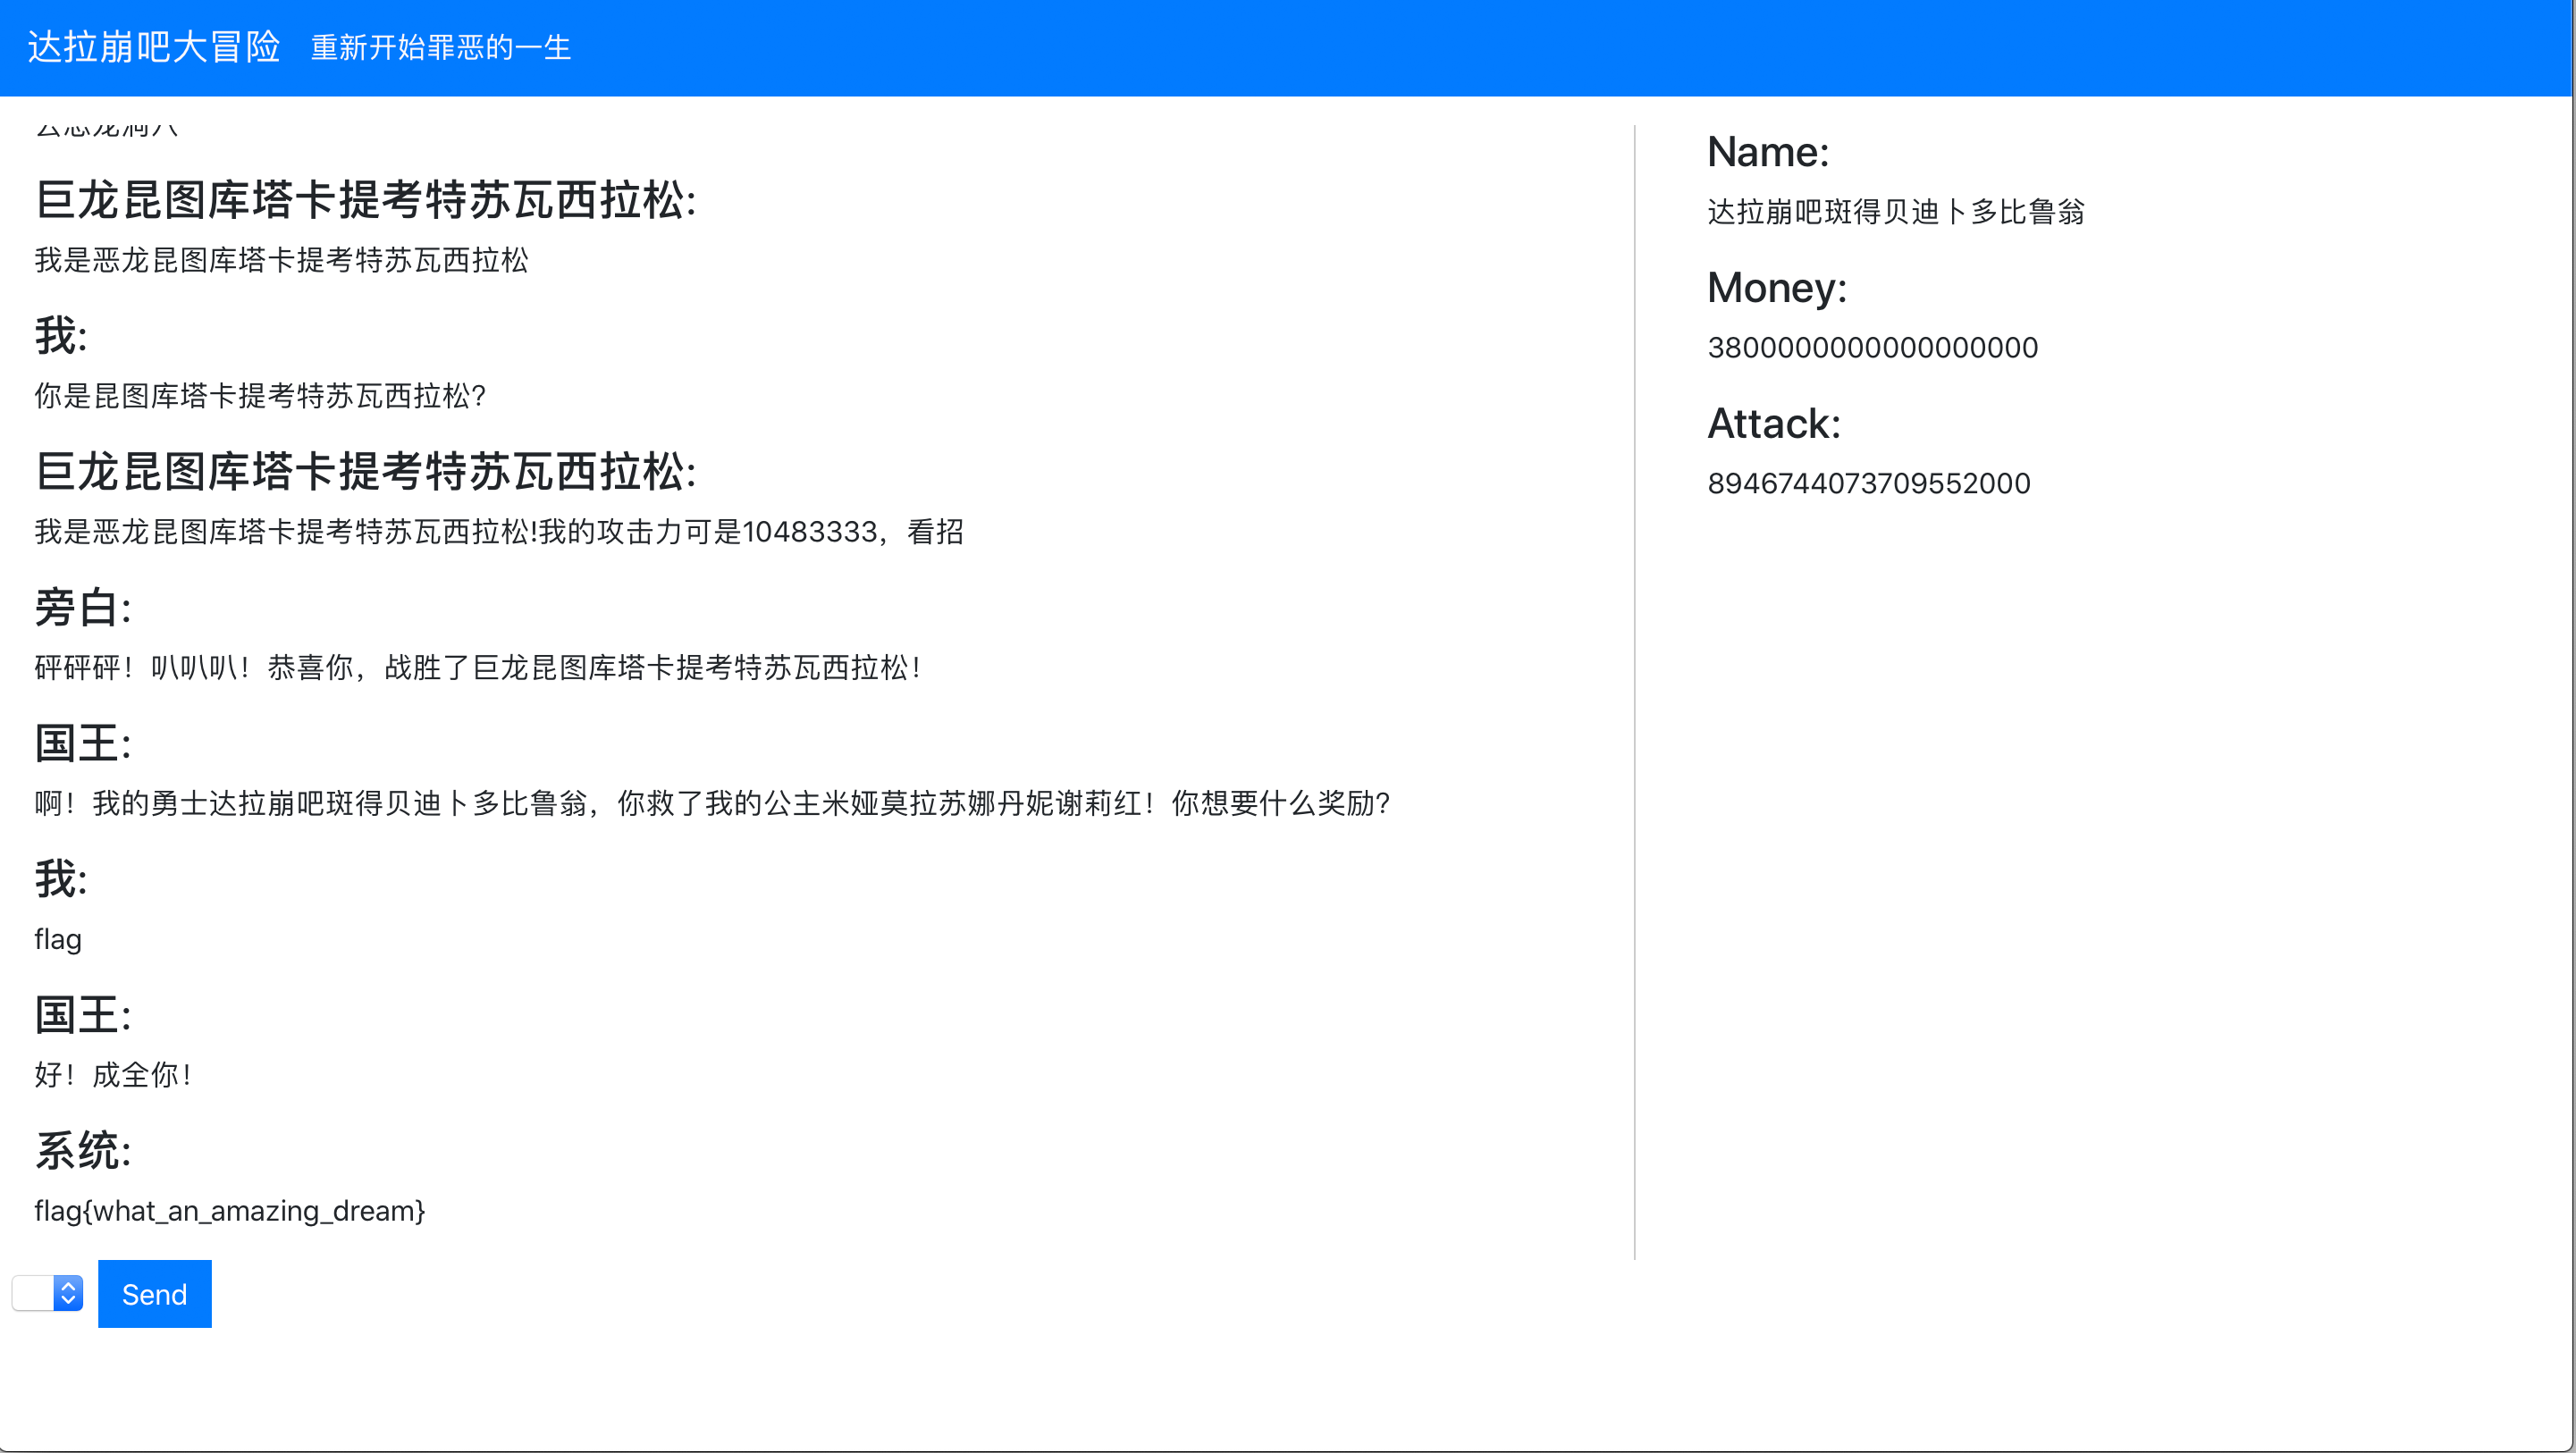 达拉崩吧大冒险 重新开始罪恶的一生
去恶龙洞穴
巨龙昆图库塔卡提考特苏瓦西拉松:
我是恶龙昆图库塔卡提考特苏瓦西拉松
我:
你是昆图库塔卡提考特苏瓦西拉松?
巨龙昆图库塔卡提考特苏瓦西拉松:
我是恶龙昆图库塔卡提考特苏瓦西拉松!我的攻击力可是10483333，看招
旁白:
砰砰砰！叭叭叭！恭喜你，战胜了巨龙昆图库塔卡提考特苏瓦西拉松！
国王:
啊！我的勇士达拉崩吧斑得贝迪卜多比鲁翁，你救了我的公主米娅莫拉苏娜丹妮谢莉红！你想要什么奖励?
我:
flag
国王:
好！成全你！
系统:
flag{what_an_amazing_dream}
Send
Name:
达拉崩吧斑得贝迪卜多比鲁翁
Money:
3800000000000000000
Attack:
8946744073709552000